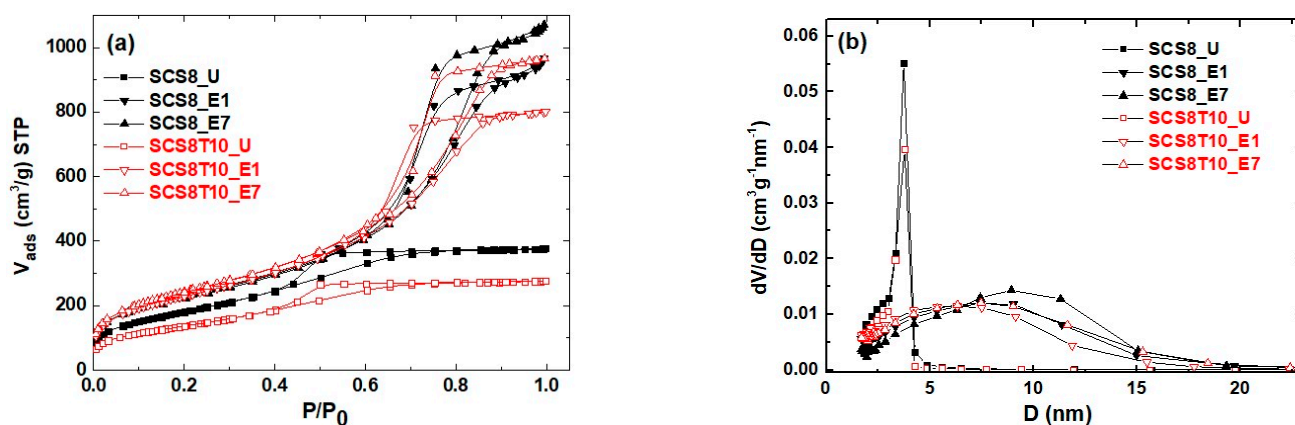 (a)
SCS8_U
SCS8_E1
SCS8_E7
SCS8T10_U
SCS8T10_E1
SCS8T10_E7
1000
800
600
400
200
0
V_ads (cm³/g) STP
0.0 0.2 0.4 0.6 0.8 1.0
P/P₀
(b)
SCS8_U
SCS8_E1
SCS8_E7
SCS8T10_U
SCS8T10_E1
SCS8T10_E7
0.06
0.05
0.04
0.03
0.02
0.01
0.00
dV/dD (cm³g⁻¹nm⁻¹)
0 5 10 15 20
D (nm)